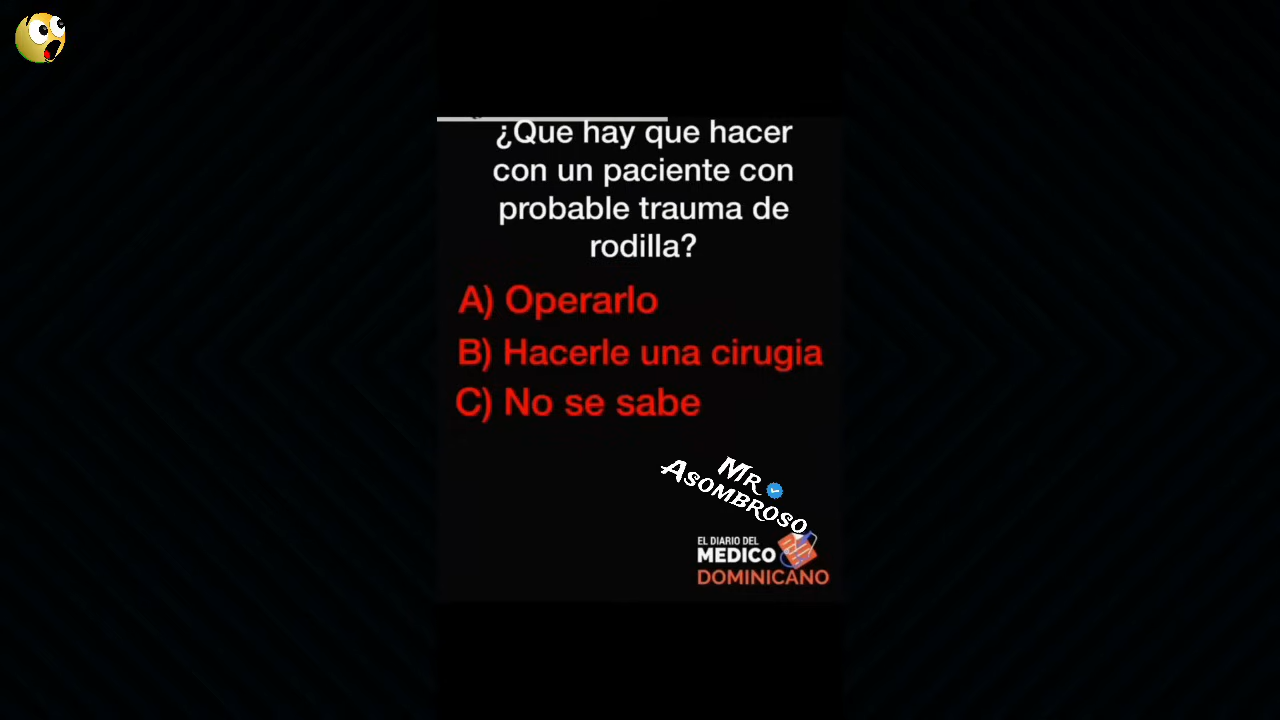 ¿Que hay que hacer
con un paciente con
probable trauma de
rodilla?
A) Operarlo
B) Hacerle una cirugia
C) No se sabe
MR
ASOMBROSO
EL DIARIO DEL
MEDICO
DOMINICANO